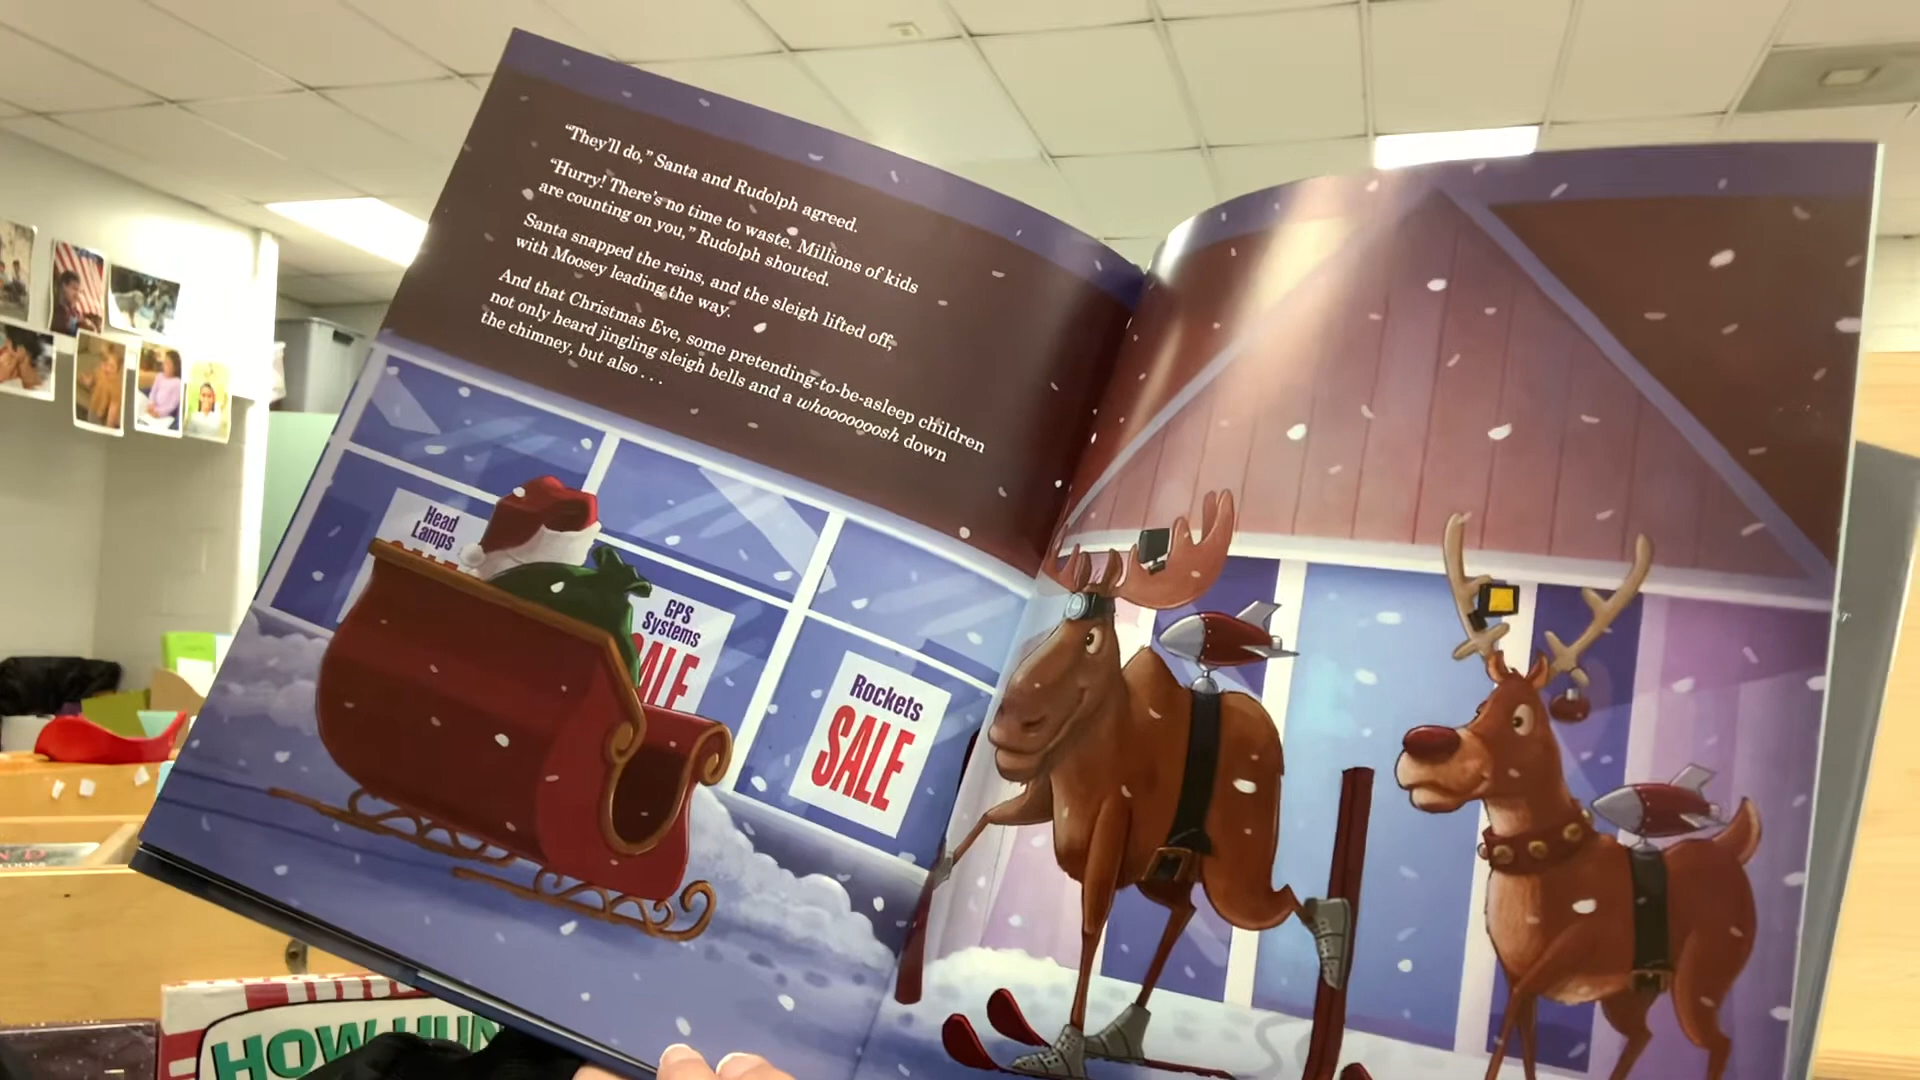 “They’ll do,” Santa and Rudolph agreed.
“Hurry! There’s no time to waste. Millions of kids
are counting on you,” Rudolph shouted.
Santa snapped the reins, and the sleigh lifted off,
with Moosey leading the way.
And that Christmas Eve, some pretending-to-be-asleep children
not only heard jingling sleigh bells and a whooooooosh down
the chimney, but also . . .
Head
Lamps
GPS
Systems
SALE
Rockets
SALE
HOW HUN